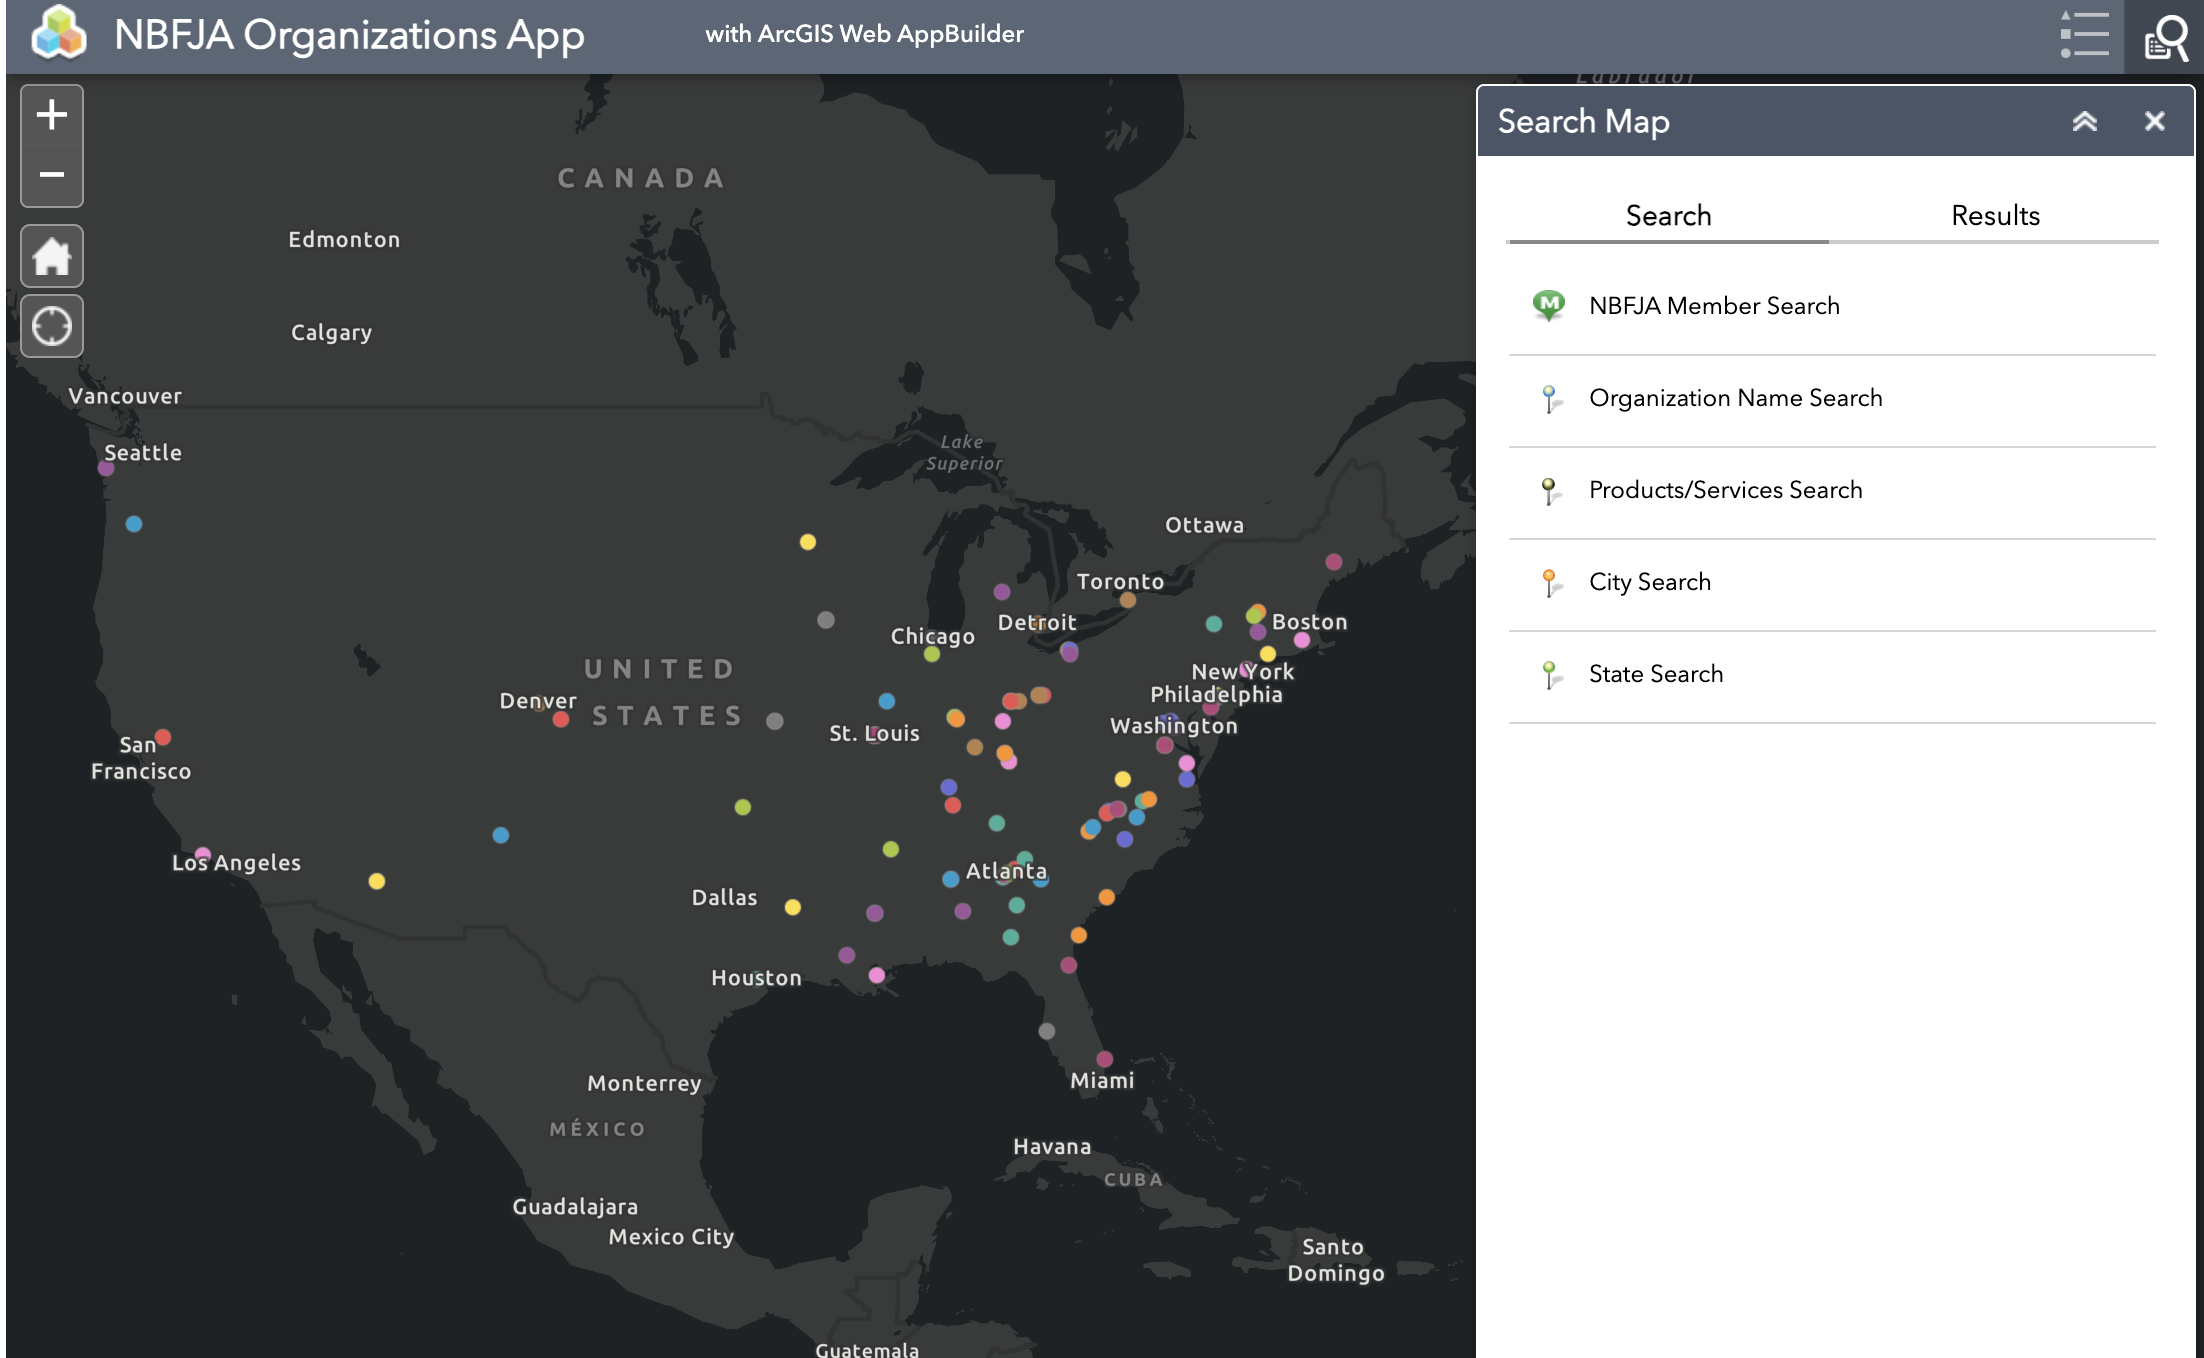 NBFJA Organizations App
with ArcGIS Web AppBuilder
Labrador
Search Map
Search
Results
NBFJA Member Search
Organization Name Search
Products/Services Search
City Search
State Search
CANADA
Edmonton
Calgary
Vancouver
Seattle
Lake
Superior
Ottawa
Toronto
Detroit
Chicago
Boston
New York
Philadelphia
Washington
UNITED
STATES
Denver
St. Louis
San
Francisco
Los Angeles
Atlanta
Dallas
Houston
Monterrey
Miami
MÉXICO
Havana
CUBA
Guadalajara
Mexico City
Santo
Domingo
Guatemala